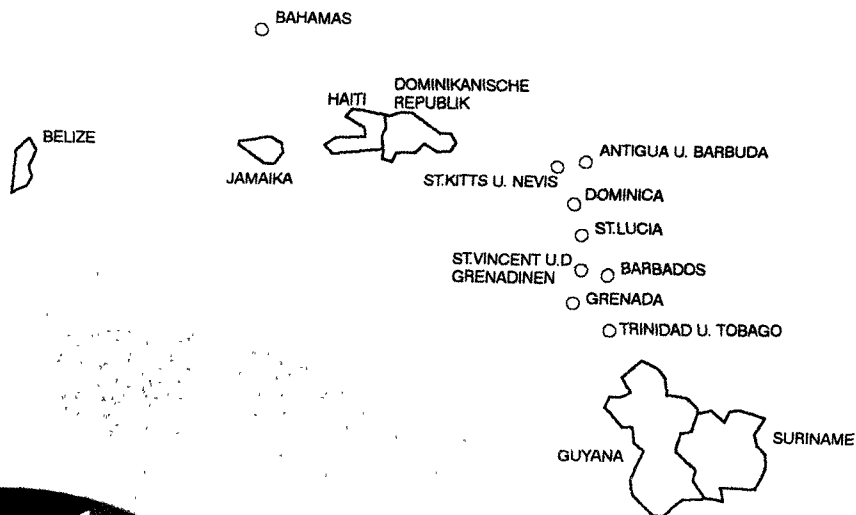 BAHAMAS
DOMINIKANISCHE
REPUBLIK
HAITI
BELIZE
JAMAIKA
ANTIGUA U. BARBUDA
ST.KITTS U. NEVIS
DOMINICA
ST.LUCIA
ST.VINCENT U.D
GRENADINEN
BARBADOS
GRENADA
TRINIDAD U. TOBAGO
GUYANA
SURINAME